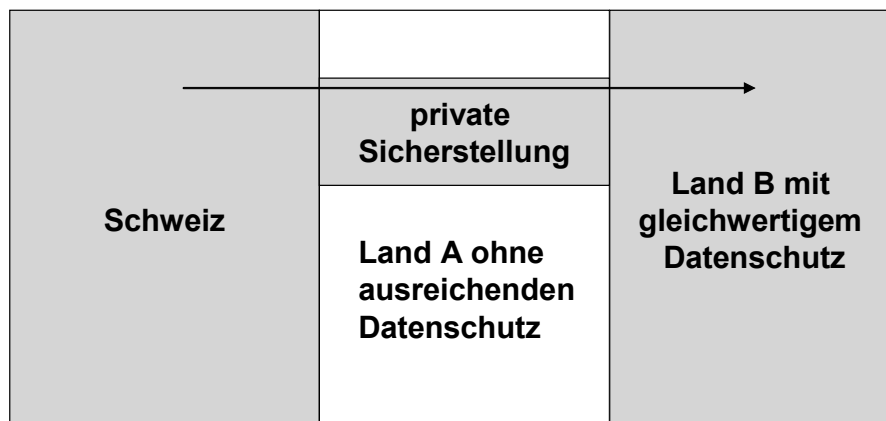 Schweiz
private
Sicherstellung
Land A ohne
ausreichenden
Datenschutz
Land B mit
gleichwertigem
Datenschutz